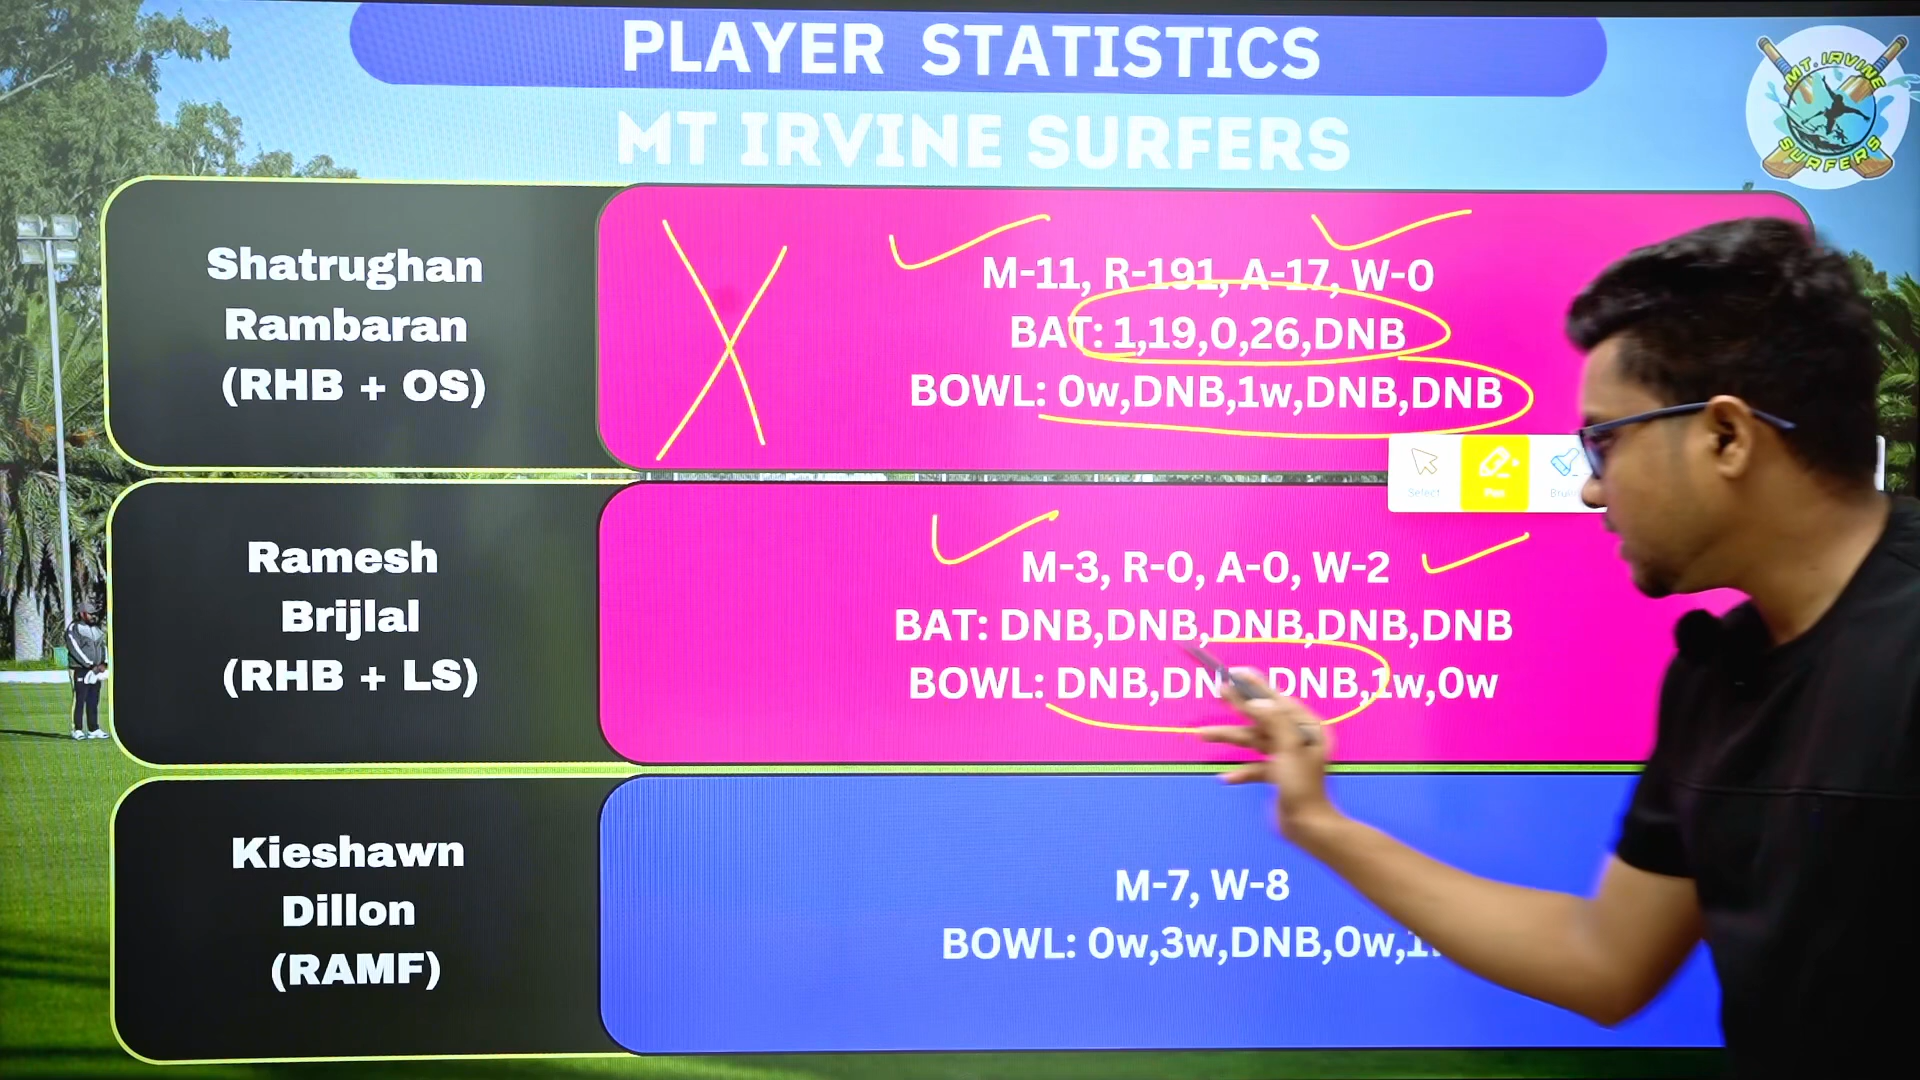 PLAYER STATISTICS
MT IRVINE SURFERS
MT. IRVINE
SURFERS
Shatrughan
Rambaran
(RHB + OS)
M-11, R-191, A-17, W-0
BAT: 1,19,0,26,DNB
BOWL: 0w,DNB,1w,DNB,DNB
Select
Pen
Ramesh
Brijlal
(RHB + LS)
M-3, R-0, A-0, W-2
BAT: DNB,DNB,DNB,DNB,DNB
BOWL: DNB, DNB,1w,0w
Kieshawn
Dillon
(RAMF)
M-7, W-8
BOWL: 0w,3w,DNB,0w,